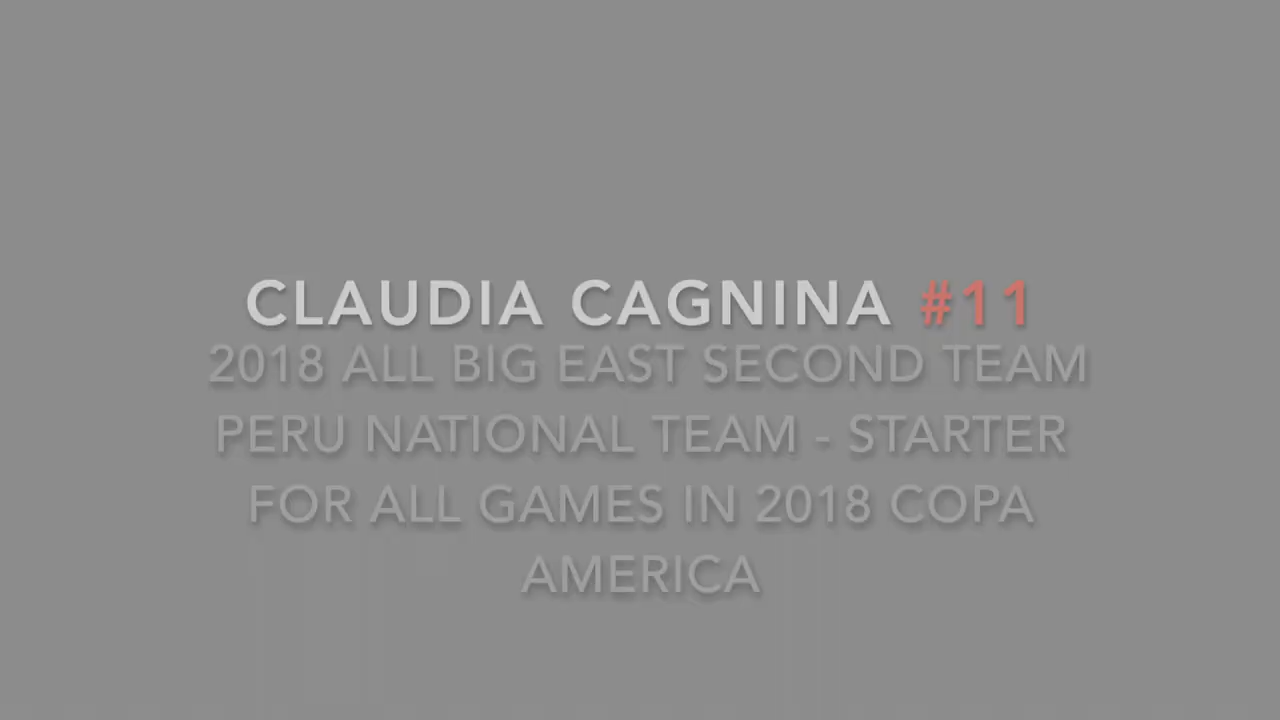 CLAUDIA CAGNINA #11
2018 ALL BIG EAST SECOND TEAM
PERU NATIONAL TEAM - STARTER
FOR ALL GAMES IN 2018 COPA
AMERICA